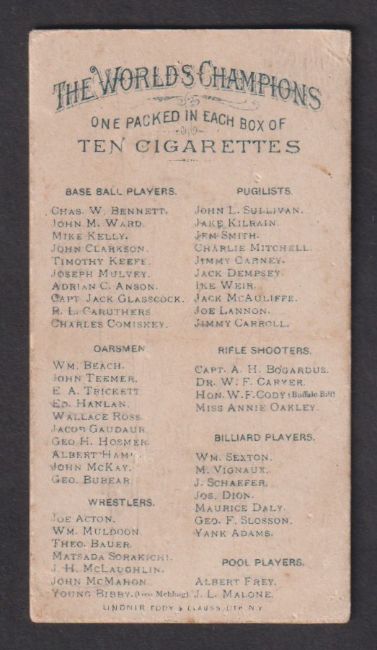 THE WORLD'S CHAMPIONS
ONE PACKED IN EACH BOX OF
TEN CIGARETTES
BASE BALL PLAYERS.
CHAS. W. BENNETT.
JOHN M. WARD.
MIKE KELLY.
JOHN CLARKSON.
TIMOTHY KEEFE.
JOSEPH MULVEY.
ADRIAN C. ANSON.
CAPT JACK GLASSCOCK.
R. L. CARUTHERS.
CHARLES COMISKEY.
OARSMEN
WM. BEACH.
JOHN TEEMER.
E. A. TRICKETT
ED. HANLAN.
WALLACE ROSS.
JACOB GAUDAUR.
GEO. H. HOSMER.
ALBERT HAMM.
JOHN MCKAY.
GEO. BUBEAR.
WRESTLERS.
JOE ACTON.
WM. MULDOON
THEO. BAUER.
MATSADA SORAKICHI.
J. H. MCLAUGHLIN.
JOHN MCMAHON.
YOUNG BIBBY. (Geo Mehling)
PUGILISTS.
JOHN L. SULLIVAN.
JAKE KILRAIN.
JEM SMITH.
CHARLIE MITCHELL.
JIMMY CARNEY.
JACK DEMPSEY.
IKE WEIR.
JACK MCAULIFFE.
JOE LANNON.
JIMMY CARROLL.
RIFLE SHOOTERS.
CAPT. A. H. BOGARDUS.
DR. W. F. CARVER.
HON. W. F. CODY (Buffalo Bill)
MISS ANNIE OAKLEY.
BILLIARD PLAYERS.
WM. SEXTON.
M. VIGNAUX.
J. SCHAEFER.
JOS. DION.
MAURICE DALY.
GEO. F. SLOSSON.
YANK ADAMS.
POOL PLAYERS.
ALBERT FREY.
J. L. MALONE.
LINDNER, EDDY & CLAUSS, LITH. N.Y.